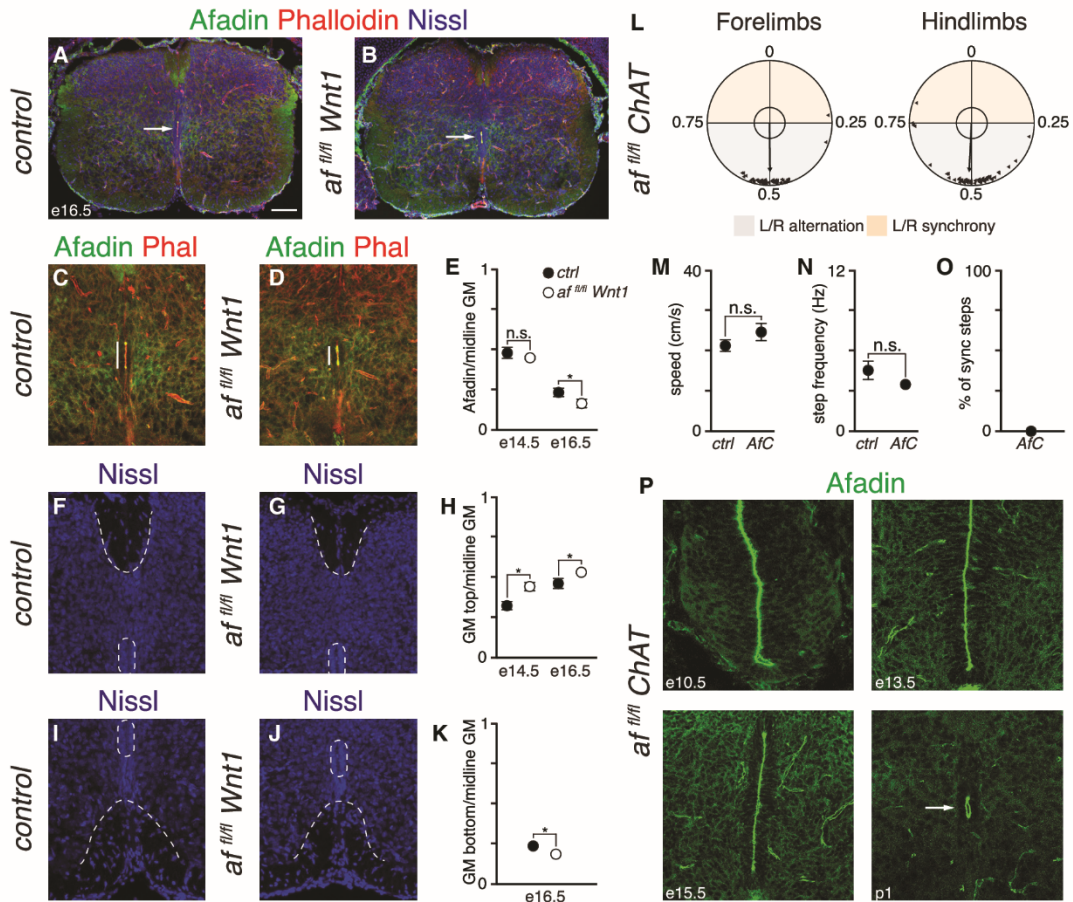 Afadin Phalloidin Nissl
control
A
e16.5
af fl/fl Wnt1
B
Afadin Phal
control
C
af fl/fl Wnt1
D
E
1
Afadin/midline GM
0
ctrl
af fl/fl Wnt1
n.s.
*
e14.5
e16.5
Nissl
control
F
af fl/fl Wnt1
G
H
1
GM top/midline GM
0
*
*
e14.5
e16.5
Nissl
Nissl
control
I
af fl/fl Wnt1
J
K
1
GM bottom/midline GM
0
*
e16.5
L
af fl/fl ChAT
Forelimbs
0
0.75
0.25
0.5
Hindlimbs
0
0.75
0.25
0.5
L/R alternation
L/R synchrony
M
40
speed (cm/s)
0
n.s.
ctrl
AfC
N
12
step frequency (Hz)
0
n.s.
ctrl
AfC
O
100
% of sync steps
0
AfC
P
Afadin
af fl/fl ChAT
e10.5
e13.5
e15.5
p1